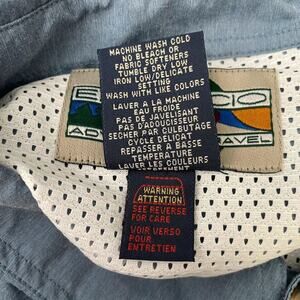 MACHINE WASH COLD
NO BLEACH OR
FABRIC SOFTENERS
TUMBLE DRY LOW
IRON LOW/DELICATE
SETTING
WASH WITH LIKE COLORS
LAVER A LA MACHINE
EAU FROIDE
PAS DE JAVELISANT
PAS D'ADOUCISSEUR
SECHER PAR CULBUTAGE
CYCLE DELICAT
REPASSER A BASSE
TEMPERATURE
LAVER LES COULEURS
WARNING
ATTENTION
SEE REVERSE
FOR CARE
VOIR VERSO
POUR
ENTRETIEN